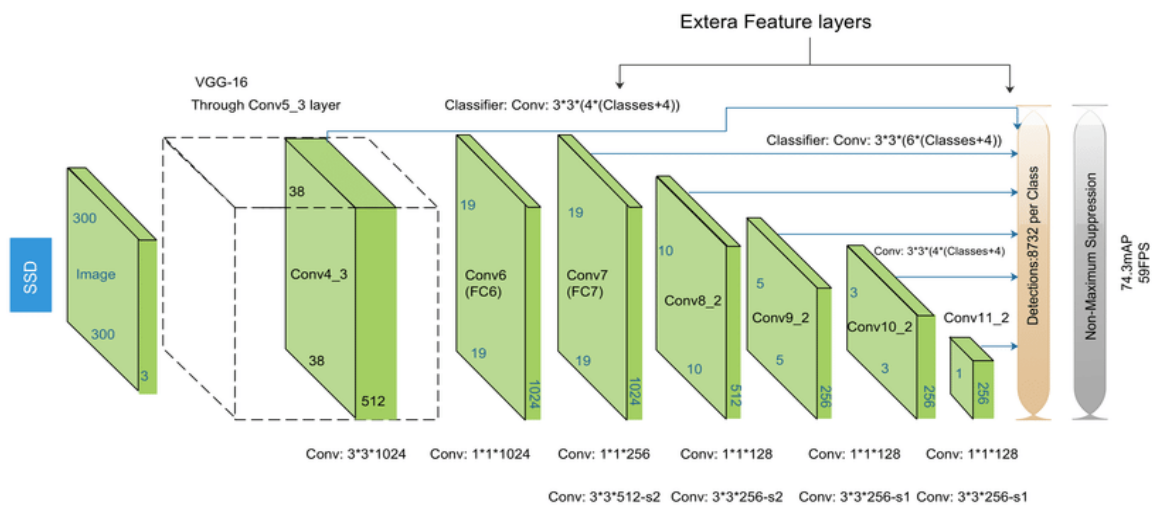 Extera Feature layers
VGG-16
Through Conv5_3 layer
Classifier: Conv: 3*3*(4*(Classes+4))
Classifier: Conv: 3*3*(6*(Classes+4))
Conv: 3*3*(4*(Classes+4)
SSD
300
Image
300
3
38
Conv4_3
38
512
19
Conv6
(FC6)
19
1024
19
Conv7
(FC7)
19
1024
10
Conv8_2
10
512
5
Conv9_2
5
256
3
Conv10_2
3
256
Conv11_2
1
256
Detections:8732 per Class
Non-Maximum Suppression
74.3mAP
59FPS
Conv: 3*3*1024
Conv: 1*1*1024
Conv: 1*1*256
Conv: 1*1*128
Conv: 1*1*128
Conv: 1*1*128
Conv: 3*3*512-s2
Conv: 3*3*256-s2
Conv: 3*3*256-s1
Conv: 3*3*256-s1